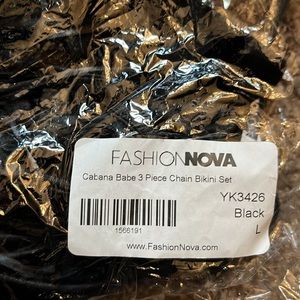 FASHIONNOVA
Cabana Babe 3 Piece Chain Bikini Set
YK3426
Black
L
1566191
www.FashionNova.com